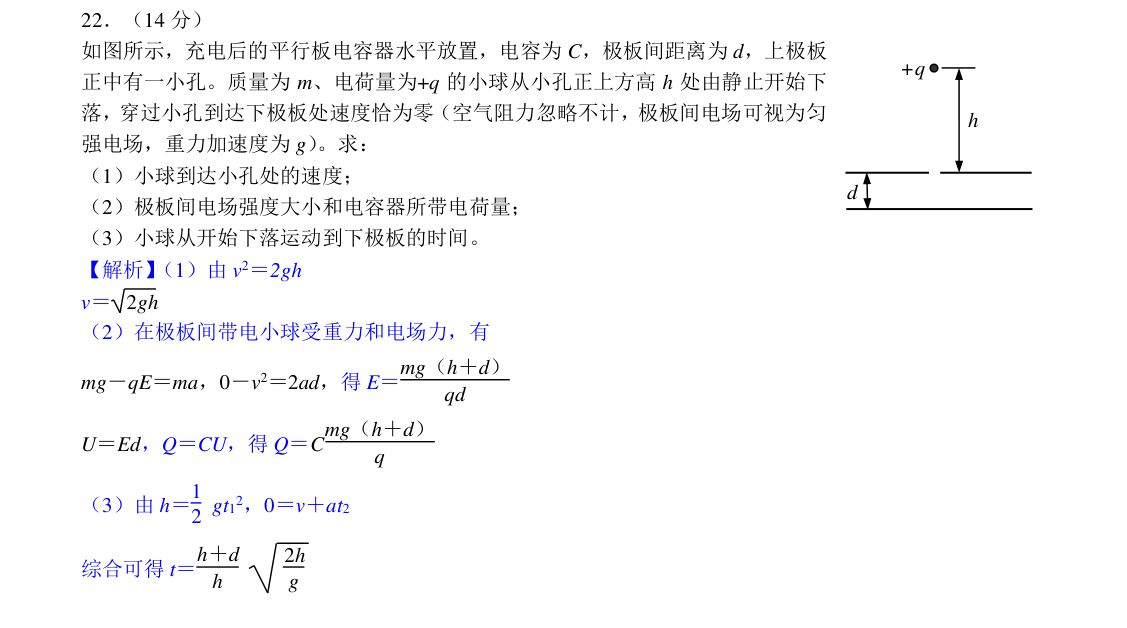 22．（14 分）
如图所示，充电后的平行板电容器水平放置，电容为 C，极板间距离为 d，上极板
正中有一小孔。质量为 m、电荷量为+q 的小球从小孔正上方高 h 处由静止开始下
落，穿过小孔到达下极板处速度恰为零（空气阻力忽略不计，极板间电场可视为匀
强电场，重力加速度为 g）。求：
（1）小球到达小孔处的速度；
（2）极板间电场强度大小和电容器所带电荷量；
（3）小球从开始下落运动到下极板的时间。
+q
h
d
【解析】（1）由 v²＝2gh
v＝√2gh
（2）在极板间带电小球受重力和电场力，有
mg－qE＝ma，0－v²＝2ad，得 E＝mg（h＋d）/qd
U＝Ed，Q＝CU，得 Q＝C mg（h＋d）/q
（3）由 h＝1/2 gt₁²，0＝v＋at₂
综合可得 t＝h＋d/h √2h/g